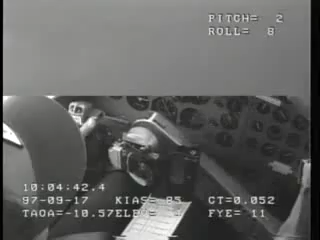 PITCH= 2
ROLL= 8
10:04:42.4
97-09-17 KIAS= 85 CT=0.052
TAOA=-10.57 FYE= 11